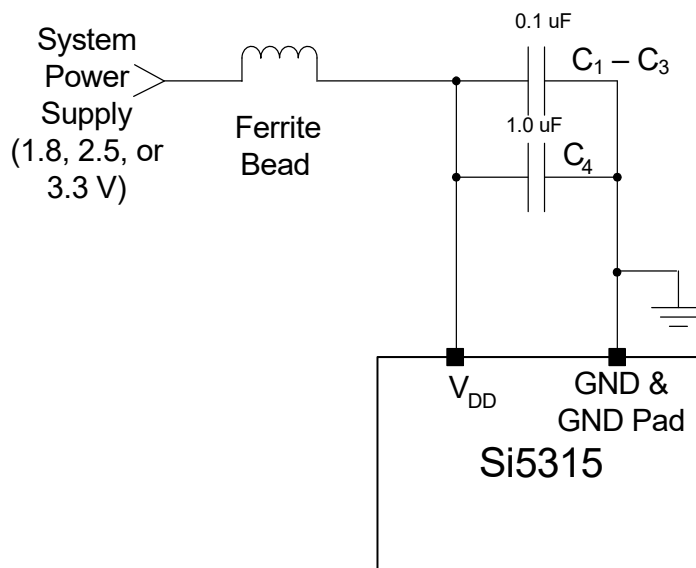 System
Power
Supply
(1.8, 2.5, or
3.3 V)
Ferrite
Bead
0.1 uF
C1 – C3
1.0 uF
C4
VDD
GND &
GND Pad
Si5315